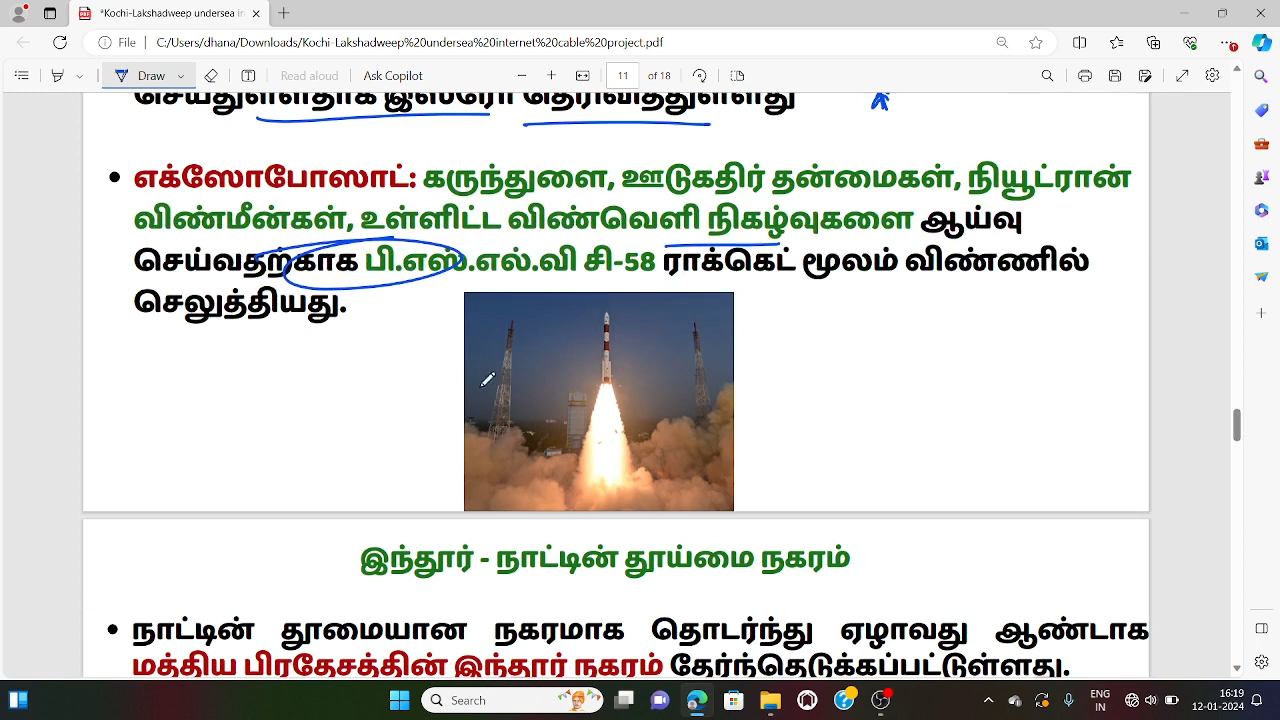 *Kochi-Lakshadweep undersea in
File
C:/Users/dhana/Downloads/Kochi-Lakshadweep%20undersea%20internet%20cable%20project.pdf
Draw
Read aloud
Ask Copilot
11
of 18
செய்துள்ளதாக இஸ்ரோ தெரிவித்துள்ளது
எக்ஸோபோஸாட்: கருந்துளை, ஊடுகதிர் தன்மைகள், நியூட்ரான்
விண்மீன்கள், உள்ளிட்ட விண்வெளி நிகழ்வுகளை ஆய்வு
செய்வதற்காக பி.எஸ்.எல்.வி சி-58 ராக்கெட் மூலம் விண்ணில்
செலுத்தியது.
இந்தூர் - நாட்டின் தூய்மை நகரம்
நாட்டின் தூமையான நகரமாக தொடர்ந்து ஏழாவது ஆண்டாக
மத்திய பிரதேசத்தின் இந்தூர் நகரம் தேர்ந்தெடுக்கப்பட்டுள்ளது.
Search
ENG
IN
16:19
12-01-2024